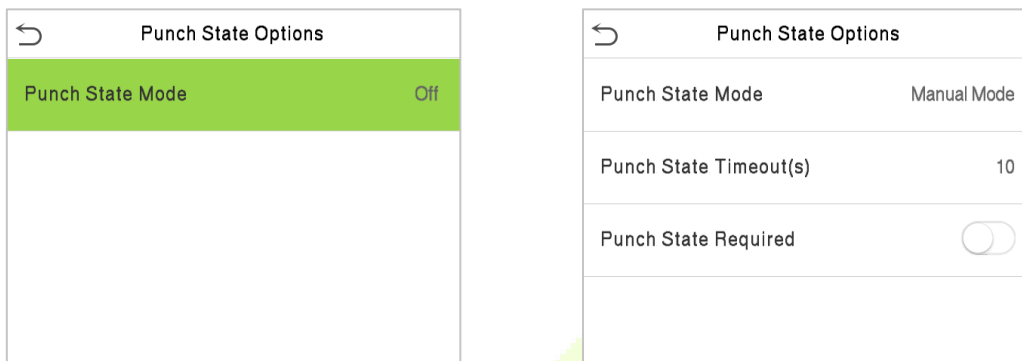 Punch State Options
Punch State Mode Off
Punch State Options
Punch State Mode Manual Mode
Punch State Timeout(s) 10
Punch State Required